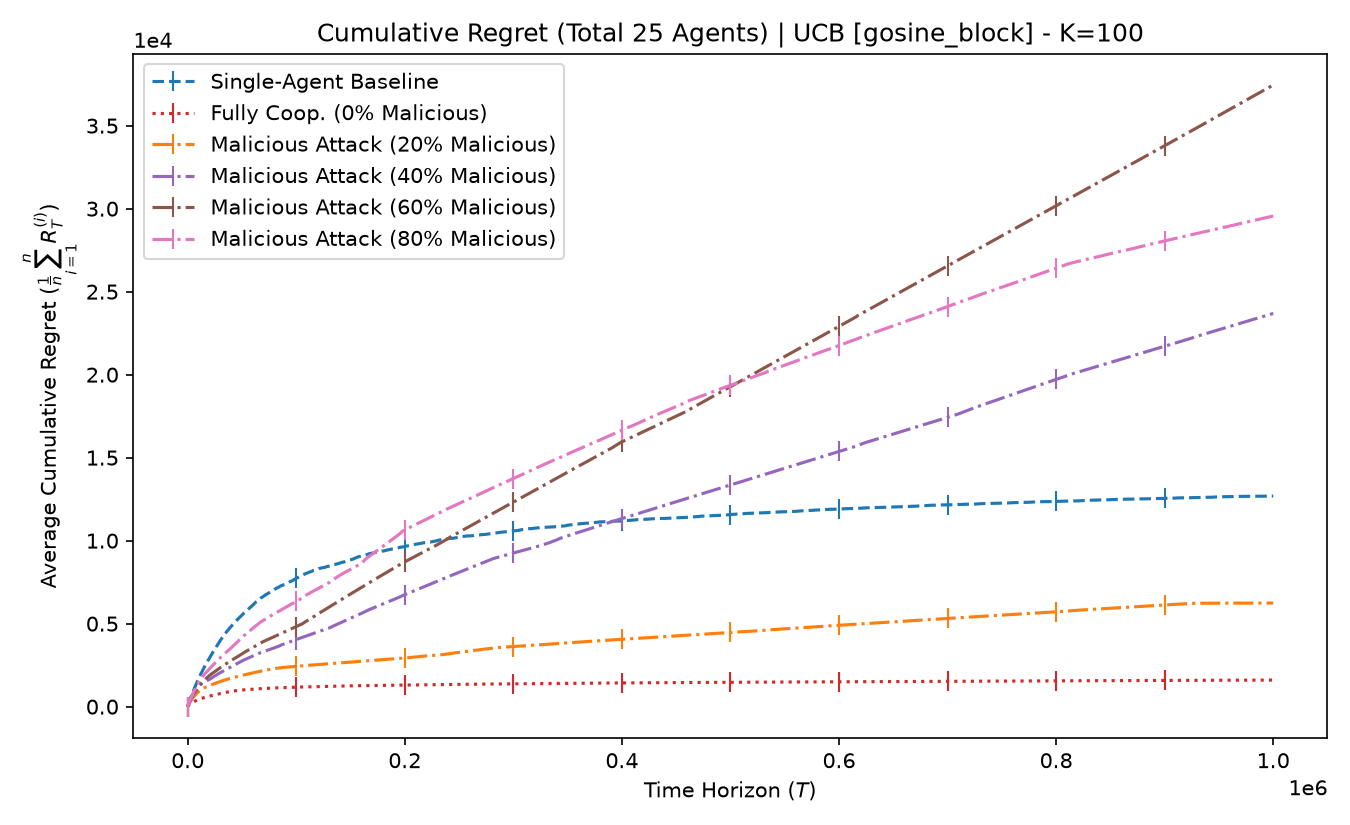 Cumulative Regret (Total 25 Agents) | UCB [gosine_block] - K=100
1e4
Single-Agent Baseline
Fully Coop. (0% Malicious)
Malicious Attack (20% Malicious)
Malicious Attack (40% Malicious)
Malicious Attack (60% Malicious)
Malicious Attack (80% Malicious)
Average Cumulative Regret ($\frac{1}{n}\sum_{i=1}^{n} R_T^{(i)}$)
3.5
3.0
2.5
2.0
1.5
1.0
0.5
0.0
0.0 0.2 0.4 0.6 0.8 1.0
Time Horizon (T)
1e6